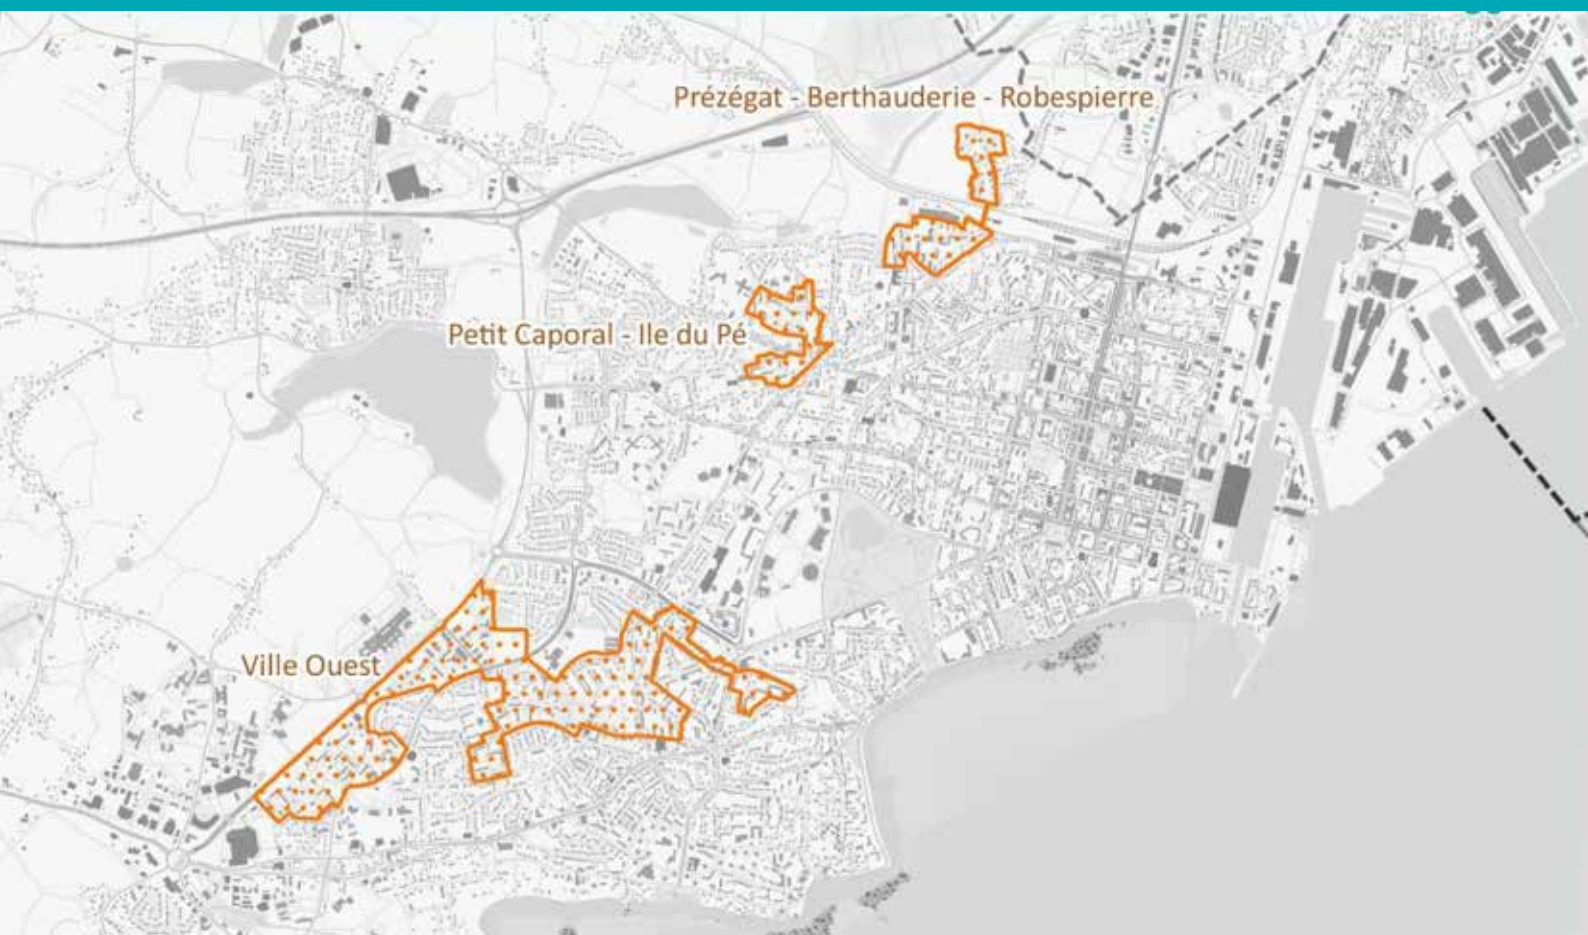 Prézégat - Berthauderie - Robespierre
Petit Caporal - Ile du Pé
Ville Ouest